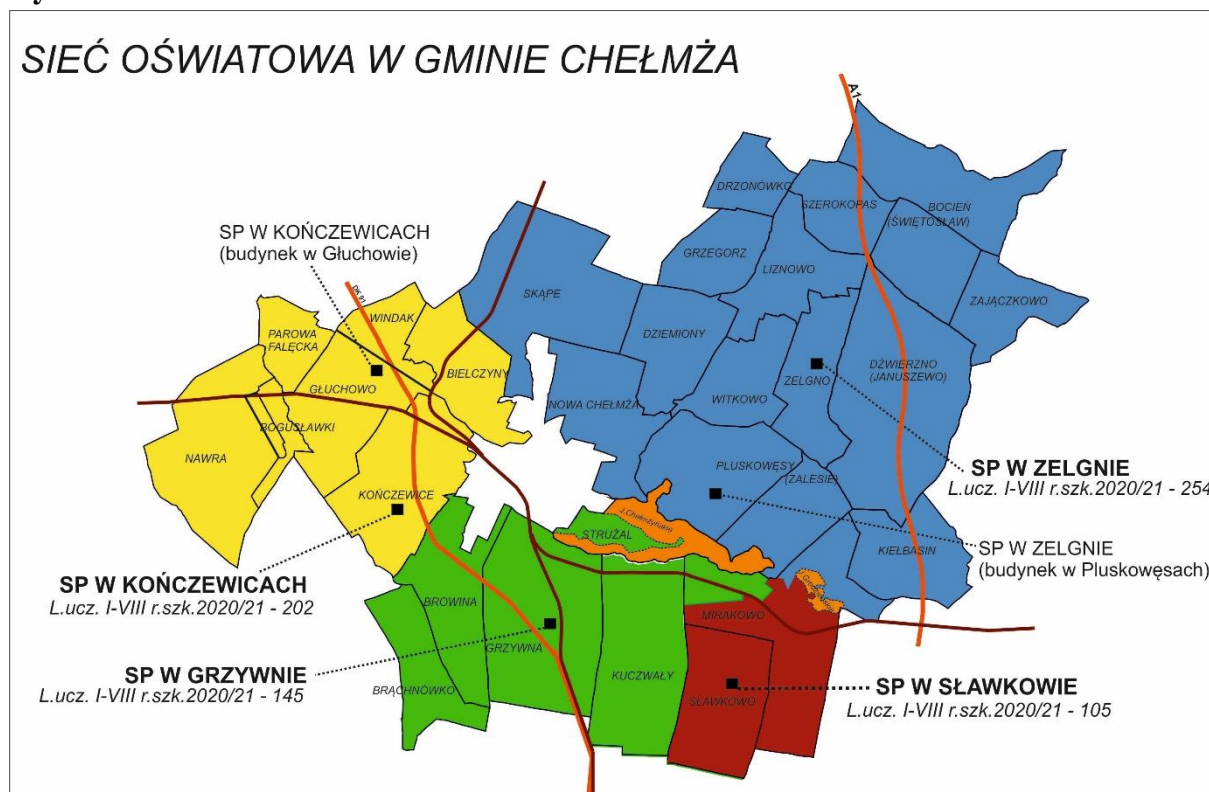 SIEĆ OŚWIATOWA W GMINIE CHEŁMŻA
A1
DRZONÓWKO
SZEROKOPAS
BOCIEŃ
(ŚWIĘTOSŁAW)
SP W KOŃCZEWICACH
(budynek w Głuchowie)
GRZEGORZ
LIZNOWO
DK 91
SKĄPE
ZAJĄCZKOWO
WINDAK
PAROWA
FALĘCKA
DZIEMIONY
BIELCZYNY
DŹWIERZNO
(JANUSZEWO)
GŁUCHOWO
ZELGNO
NOWA CHEŁMŻA
WITKOWO
BOGUSŁAWKI
NAWRA
PLUSKOWĘSY
(ZALESIE)
SP W ZELGNIE
L.ucz. I-VIII r.szk.2020/21 - 254
KOŃCZEWICE
J.Chełmżyńskie
STRUŻAL
KIEŁBASIN
SP W ZELGNIE
(budynek w Pluskowęsach)
SP W KOŃCZEWICACH
L.ucz. I-VIII r.szk.2020/21 - 202
BROWINA
MIRAKOWO
GRZYWNA
SP W GRZYWNIE
L.ucz. I-VIII r.szk.2020/21 - 145
KUCZWAŁY
BRĄCHNÓWKO
SŁAWKOWO
SP W SŁAWKOWIE
L.ucz. I-VIII r.szk.2020/21 - 105